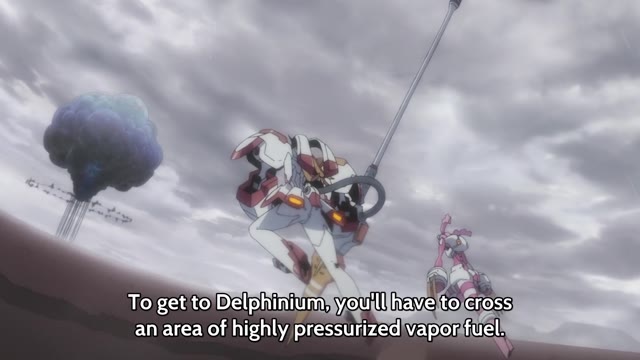 To get to Delphinium, you'll have to cross
an area of highly pressurized vapor fuel.